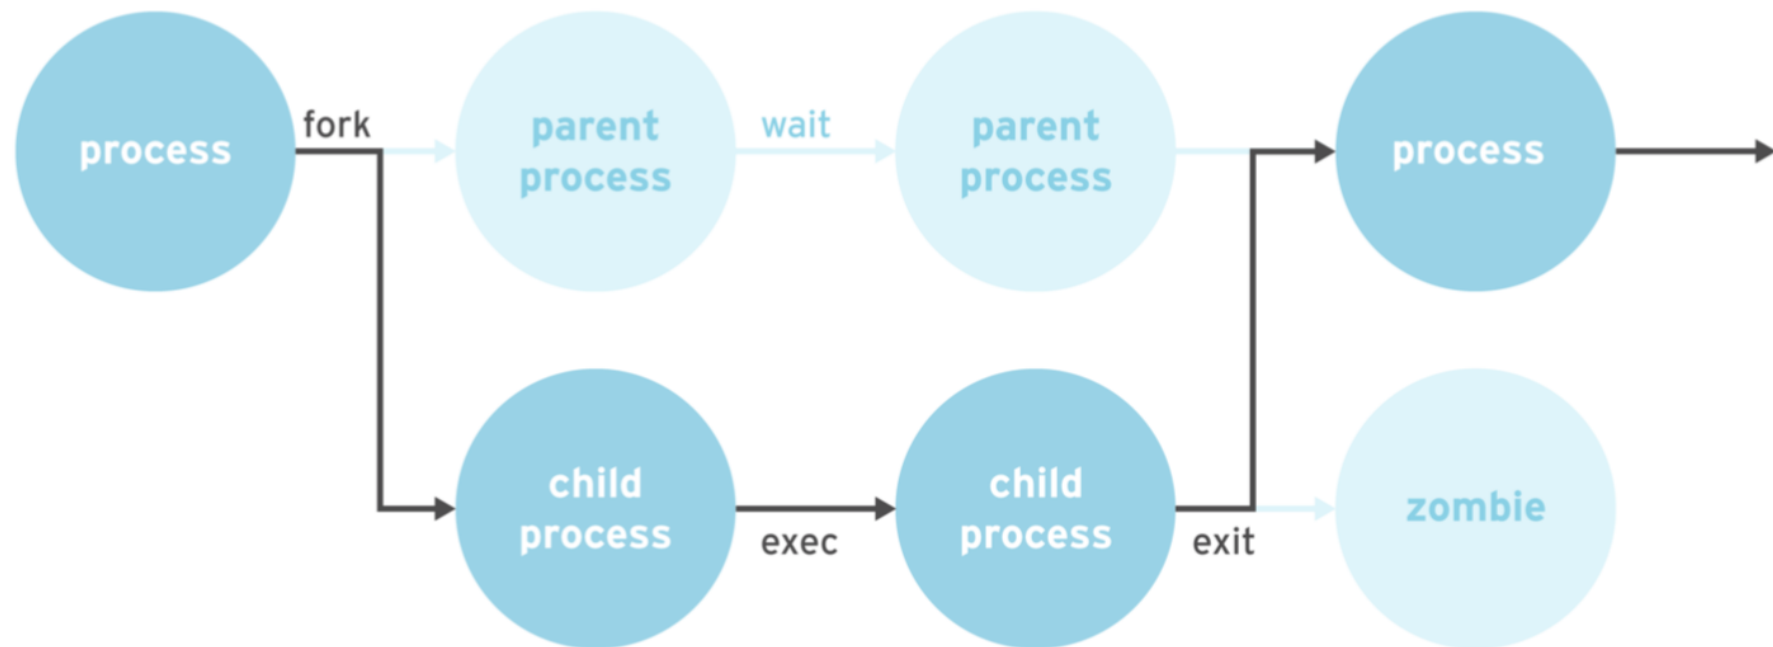 process
fork
parent
process
wait
parent
process
process
child
process
exec
child
process
exit
zombie